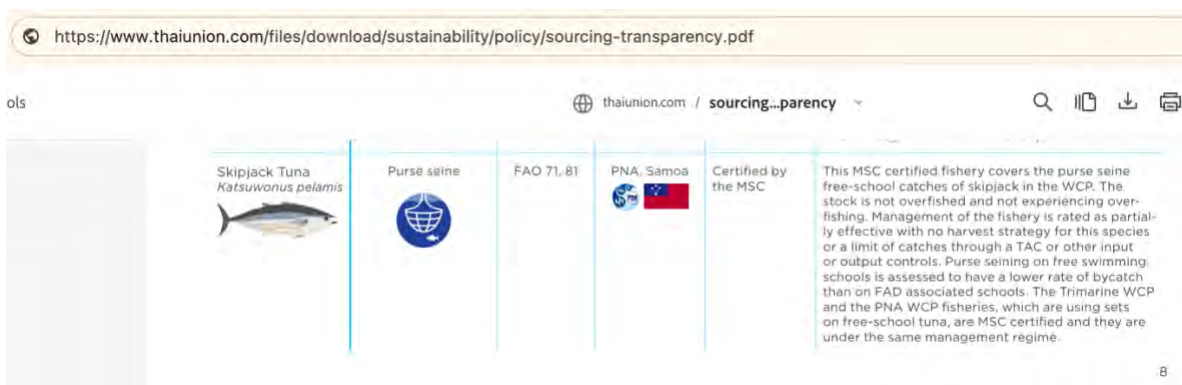 https://www.thaiunion.com/files/download/sustainability/policy/sourcing-transparency.pdf
ols
thaiunion.com / sourcing...parency
Skipjack Tuna
Katsuwonus pelamis
Purse seine
FAO 71, 81
PNA, Samoa
Certified by
the MSC
This MSC certified fishery covers the purse seine
free-school catches of skipjack in the WCP. The
stock is not overfished and not experiencing over-
fishing. Management of the fishery is rated as partial-
ly effective with no harvest strategy for this species
or a limit of catches through a TAC or other input
or output controls. Purse seining on free swimming
schools is assessed to have a lower rate of bycatch
than on FAD associated schools. The Trimarine WCP
and the PNA WCP fisheries, which are using sets
on free-school tuna, are MSC certified and they are
under the same management regime.
8